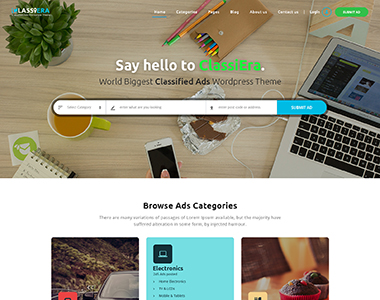 CLASSIERA
Home Categories Pages Blog About us Contact us Login SUBMIT AD
Say hello to ClassiEra.
World Biggest Classified Ads Wordpress Theme
Select Category enter what are you looking enter your code or address SUBMIT AD
Browse Ads Categories
There are many variations of passages of Lorem Ipsum available, but the majority have
suffered alteration in some form, by injected humour.
Electronics
Home Electronics
TV & LCDs
Mobile & Tablets